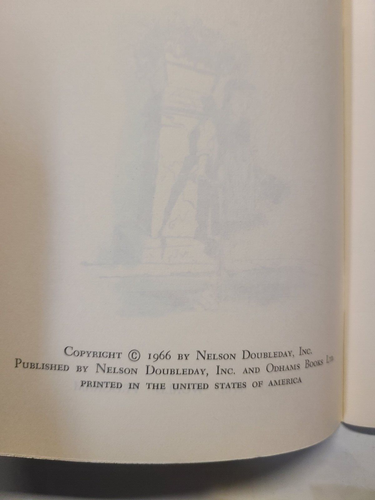 Copyright © 1966 by Nelson Doubleday, Inc.
Published by Nelson Doubleday, Inc. and Odhams Books
printed in the united states of america